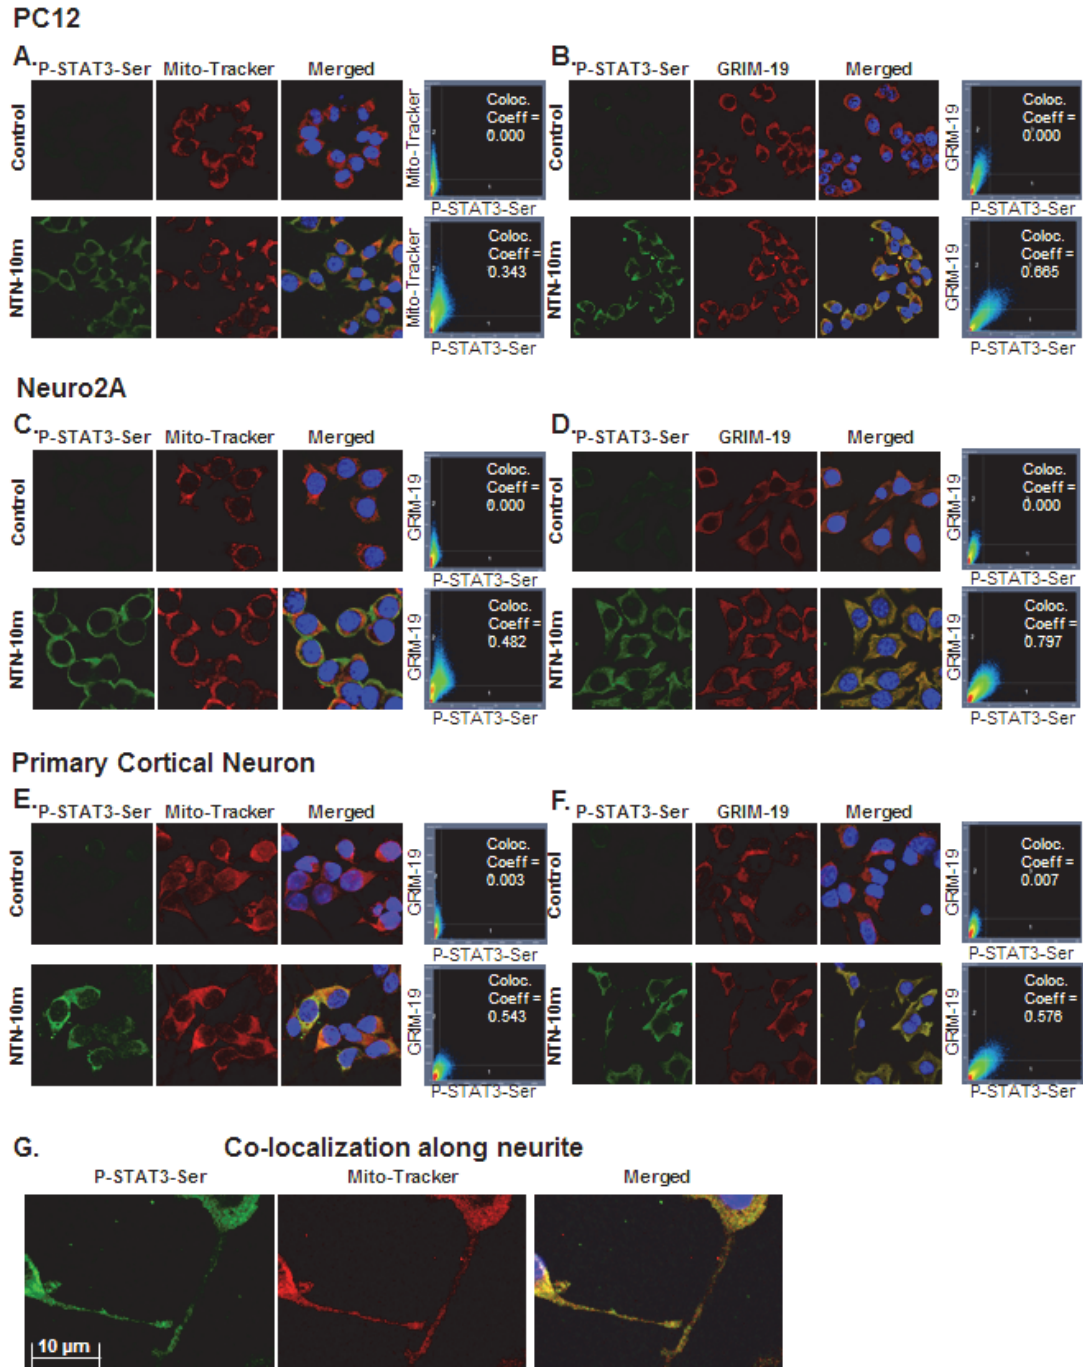 PC12
A. P-STAT3-Ser Mito-Tracker Merged
Control
Mito-Tracker
Coloc.
Coeff =
0.000
P-STAT3-Ser
NTN-10m
Mito-Tracker
Coloc.
Coeff =
0.343
P-STAT3-Ser
B. P-STAT3-Ser GRIM-19 Merged
Control
GRIM-19
Coloc.
Coeff =
0.000
P-STAT3-Ser
NTN-10m
GRIM-19
Coloc.
Coeff =
0.665
P-STAT3-Ser
Neuro2A
C. P-STAT3-Ser Mito-Tracker Merged
Control
GRIM-19
Coloc.
Coeff =
0.000
P-STAT3-Ser
NTN-10m
GRIM-19
Coloc.
Coeff =
0.482
P-STAT3-Ser
D. P-STAT3-Ser GRIM-19 Merged
Control
GRIM-19
Coloc.
Coeff =
0.000
P-STAT3-Ser
NTN-10m
GRIM-19
Coloc.
Coeff =
0.797
P-STAT3-Ser
Primary Cortical Neuron
E. P-STAT3-Ser Mito-Tracker Merged
Control
GRIM-19
Coloc.
Coeff =
0.003
P-STAT3-Ser
NTN-10m
GRIM-19
Coloc.
Coeff =
0.543
P-STAT3-Ser
F. P-STAT3-Ser GRIM-19 Merged
Control
GRIM-19
Coloc.
Coeff =
0.007
P-STAT3-Ser
NTN-10m
GRIM-19
Coloc.
Coeff =
0.576
P-STAT3-Ser
G. Co-localization along neurite
P-STAT3-Ser Mito-Tracker Merged
10 µm